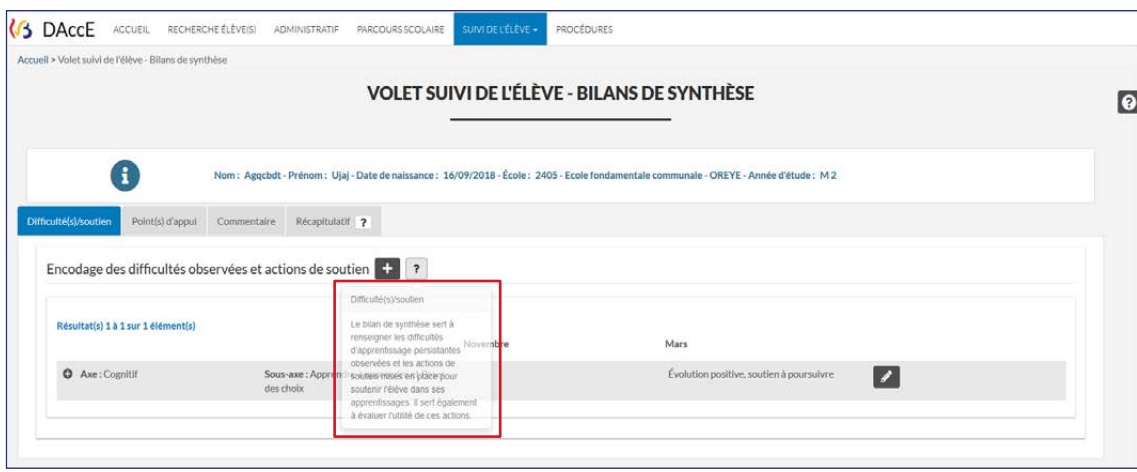 DAccE ACCUEIL RECHERCHE ÉLÈVE(S) ADMINISTRATIF PARCOURS SCOLAIRE SUIVI DE L'ÉLÈVE PROCÉDURES
Accueil > Volet suivi de l'élève - Bilans de synthèse
VOLET SUIVI DE L'ÉLÈVE - BILANS DE SYNTHÈSE
?
i
Nom : Agqcbdt - Prénom : Ujaj - Date de naissance : 16/09/2018 - École : 2405 - Ecole fondamentale communale - OREYE - Année d'étude : M 2
Difficulté(s)/soutien Point(s) d'appui Commentaire Récapitulatif ?
Encodage des difficultés observées et actions de soutien + ?
Difficulté(s)/soutien
Le bilan de synthèse sert à
renseigner les difficultés
d'apprentissage persistantes
observées et les actions de
soutien mises en place pour
soutenir l'élève dans ses
apprentissages. Il sert également
à évaluer l'utilité de ces actions.
Résultat(s) 1 à 1 sur 1 élément(s)
Novembre Mars
Axe : Cognitif Sous-axe : Apprendre
des choix
Évolution positive, soutien à poursuivre